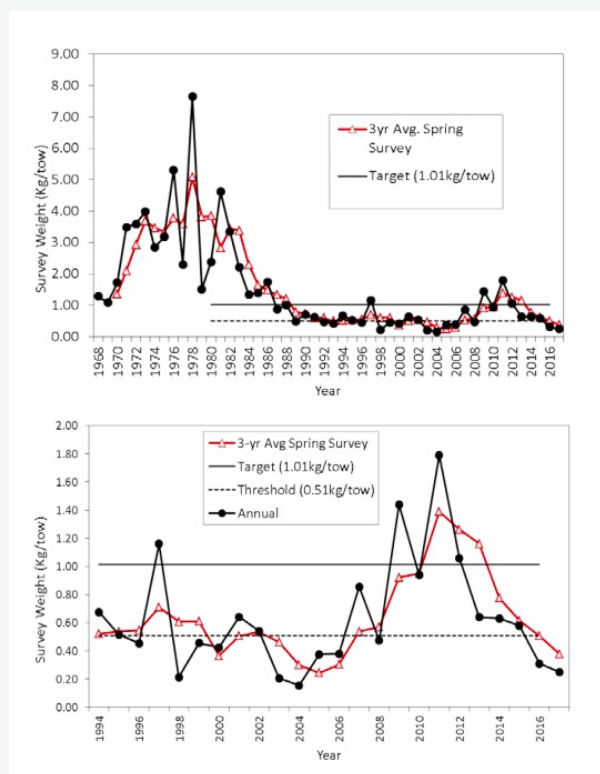 9.00
8.00
7.00
6.00
5.00
4.00
3.00
2.00
1.00
0.00
Survey Weight (Kg/tow)
3yr Avg. Spring
Survey
Target (1.01kg/tow)
1968 1970 1972 1974 1976 1978 1980 1982 1984 1986 1988 1990 1992 1994 1996 1998 2000 2002 2004 2006 2008 2010 2012 2014 2016
Year
2.00
1.80
1.60
1.40
1.20
1.00
0.80
0.60
0.40
0.20
0.00
Survey Weight (Kg/tow)
3-yr Avg Spring Survey
Target (1.01kg/tow)
Threshold (0.51kg/tow)
Annual
1994 1996 1998 2000 2002 2004 2006 2008 2010 2012 2014 2016
Year